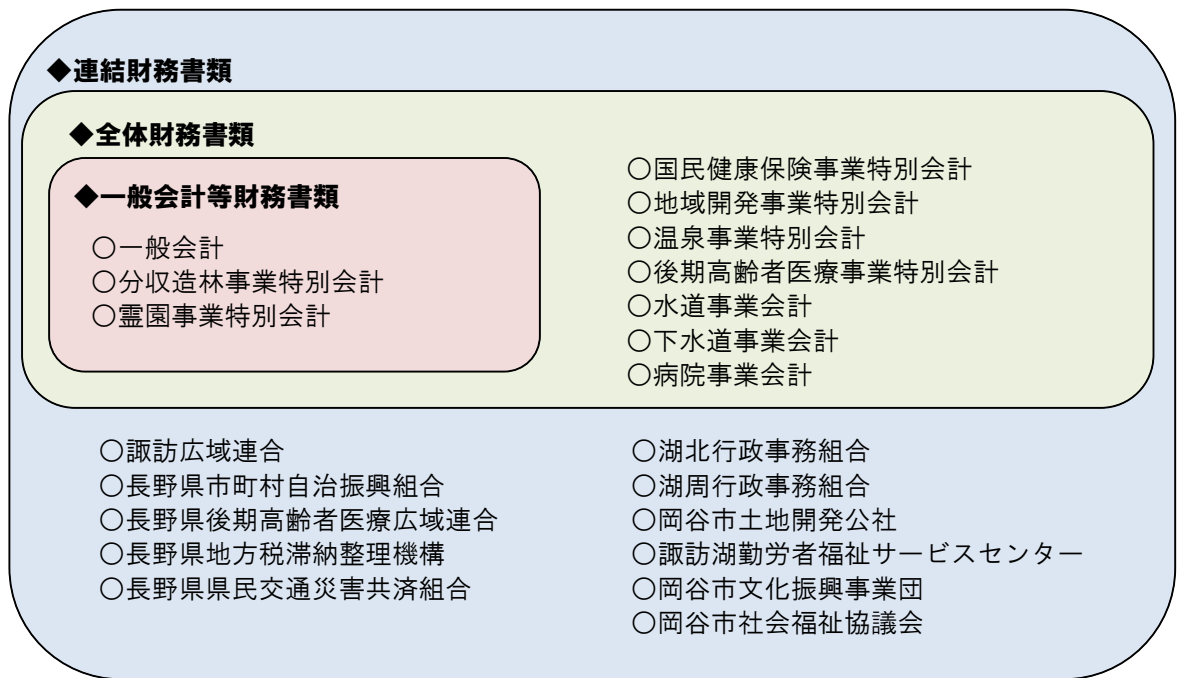 ◆連結財務書類
◆全体財務書類
◆一般会計等財務書類
○一般会計
○分収造林事業特別会計
○霊園事業特別会計
○国民健康保険事業特別会計
○地域開発事業特別会計
○温泉事業特別会計
○後期高齢者医療事業特別会計
○水道事業会計
○下水道事業会計
○病院事業会計
○諏訪広域連合
○長野県市町村自治振興組合
○長野県後期高齢者医療広域連合
○長野県地方税滞納整理機構
○長野県県民交通災害共済組合
○湖北行政事務組合
○湖周行政事務組合
○岡谷市土地開発公社
○諏訪湖勤労者福祉サービスセンター
○岡谷市文化振興事業団
○岡谷市社会福祉協議会